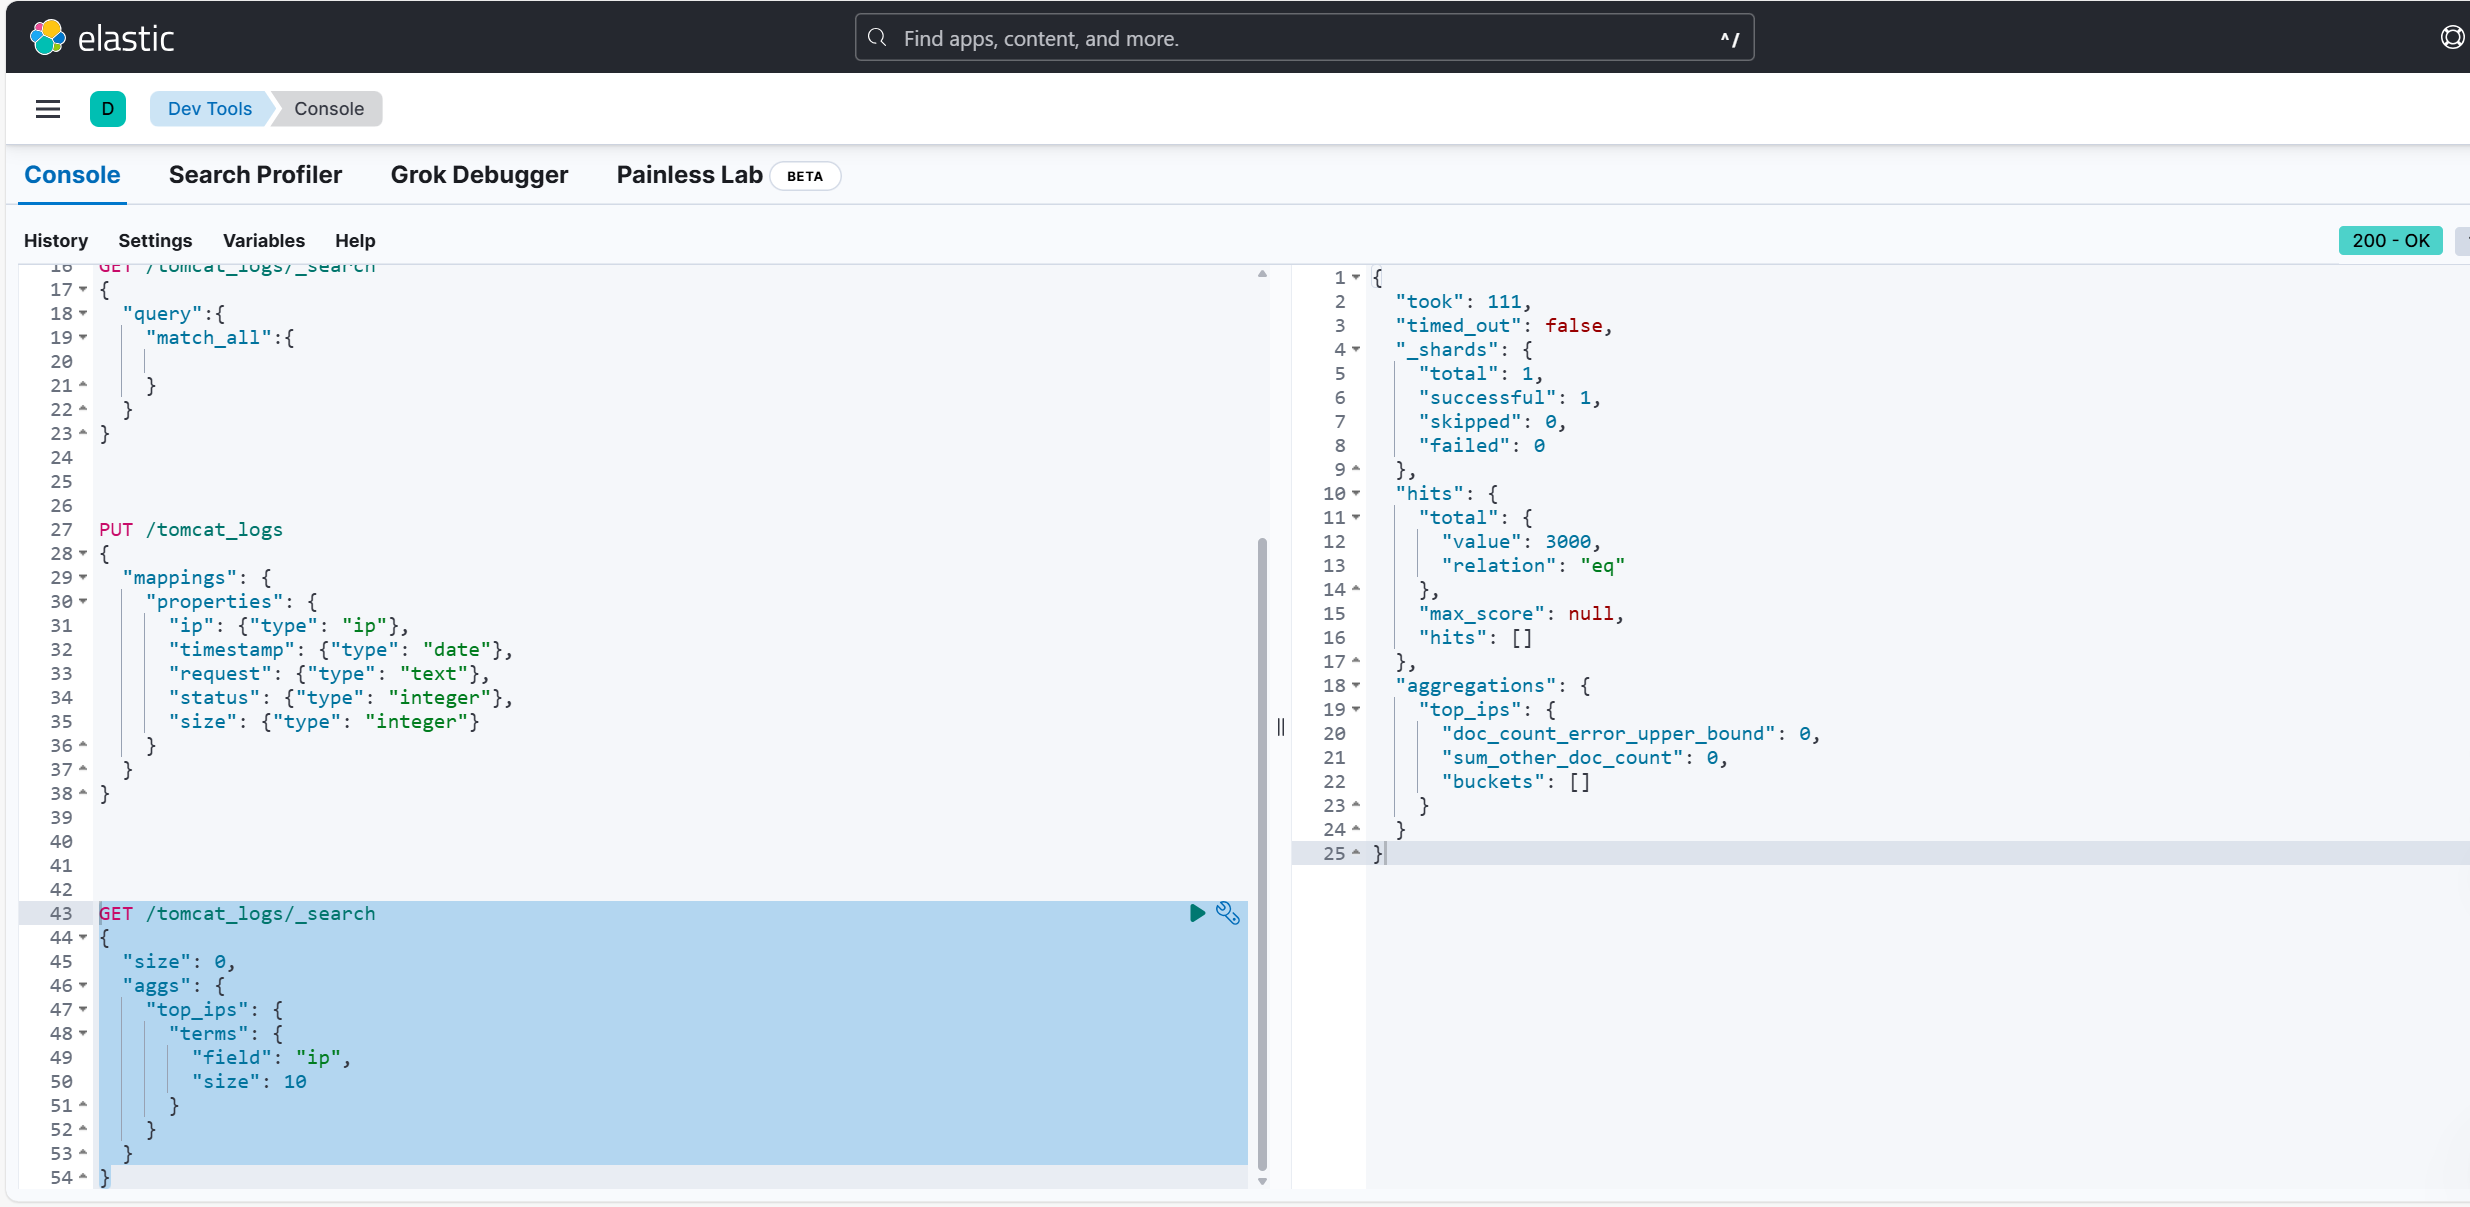 elastic
Find apps, content, and more.
^/
D
Dev Tools
Console
Console
Search Profiler
Grok Debugger
Painless Lab
BETA
History
Settings
Variables
Help
200 - OK
16 GET /tomcat_logs/_search
17 {
18 "query":{
19 "match_all":{
20
21 }
22 }
23 }
24
25
26
27 PUT /tomcat_logs
28 {
29 "mappings": {
30 "properties": {
31 "ip": {"type": "ip"},
32 "timestamp": {"type": "date"},
33 "request": {"type": "text"},
34 "status": {"type": "integer"},
35 "size": {"type": "integer"}
36 }
37 }
38 }
39
40
41
42
43 GET /tomcat_logs/_search
44 {
45 "size": 0,
46 "aggs": {
47 "top_ips": {
48 "terms": {
49 "field": "ip",
50 "size": 10
51 }
52 }
53 }
54 }
1 {
2 "took": 111,
3 "timed_out": false,
4 "_shards": {
5 "total": 1,
6 "successful": 1,
7 "skipped": 0,
8 "failed": 0
9 },
10 "hits": {
11 "total": {
12 "value": 3000,
13 "relation": "eq"
14 },
15 "max_score": null,
16 "hits": []
17 },
18 "aggregations": {
19 "top_ips": {
20 "doc_count_error_upper_bound": 0,
21 "sum_other_doc_count": 0,
22 "buckets": []
23 }
24 }
25 }